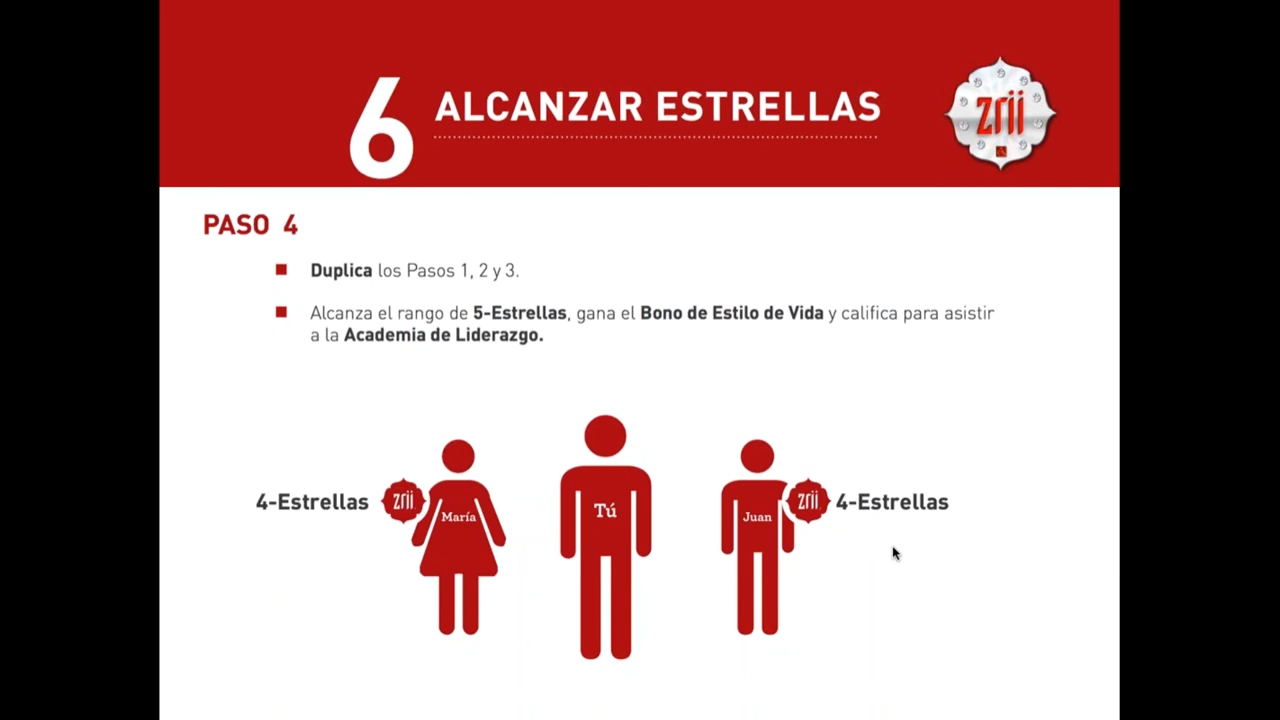 6
ALCANZAR ESTRELLAS
zrii
PASO 4
Duplica los Pasos 1, 2 y 3.
Alcanza el rango de 5-Estrellas, gana el Bono de Estilo de Vida y califica para asistir
a la Academia de Liderazgo.
4-Estrellas
zrii
María
Tú
Juan
zrii
4-Estrellas